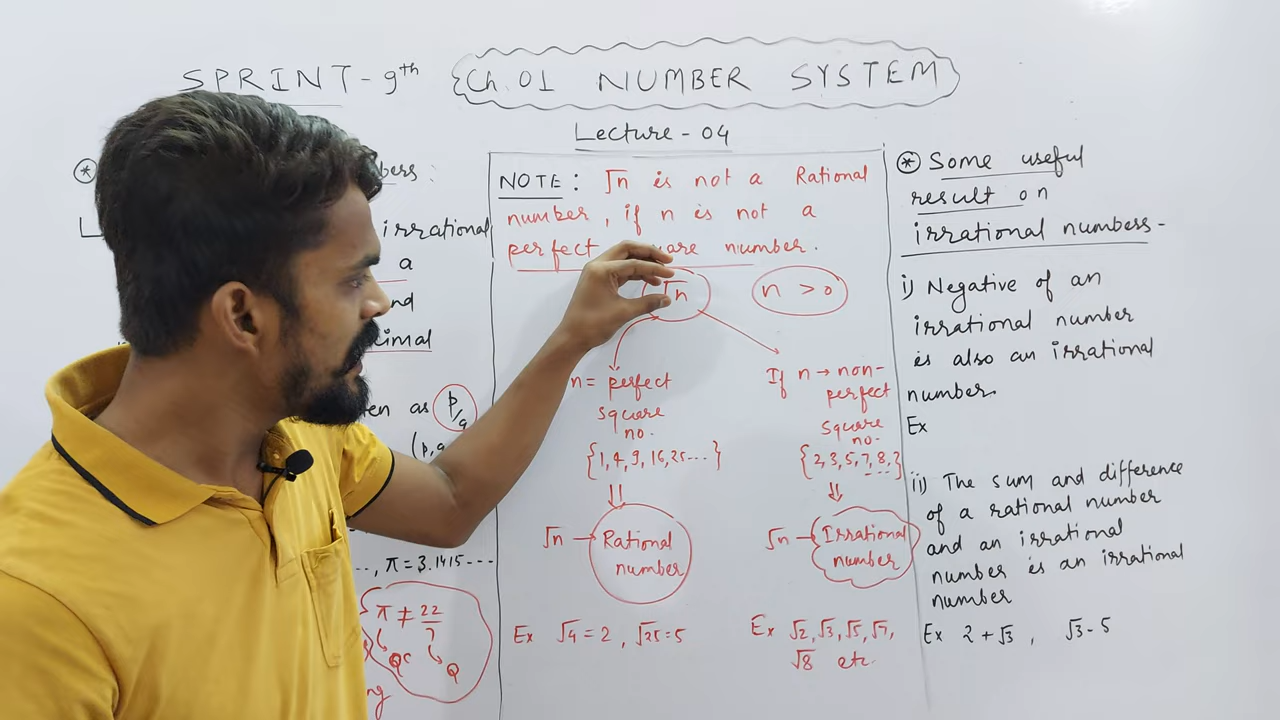 SPRINT-9th
Ch.01 NUMBER SYSTEM
Lecture-04
irrational
a
as p/q
(p,q
.., π = 3.1415----
π ≠ 22/7
Qc
Q
NOTE: √n is not a Rational
number, if n is not a
perfect number.
√n
n > 0
n = perfect
square
no.
{1,4,9,16,25---}
⇓
√n → Rational
number
Ex √4 = 2, √25 = 5
If n → non-
perfect
square
no.
{2,3,5,7,8,...}
⇓
√n → Irrational
number
Ex √2, √3, √5, √7,
√8 etc.
* Some useful
result on
irrational numbers-
i) Negative of an
irrational number
is also an irrational
number.
Ex
ii) The sum and difference
of a rational number
and an irrational
number is an irrational
number
Ex 2 + √3 , √3 - 5